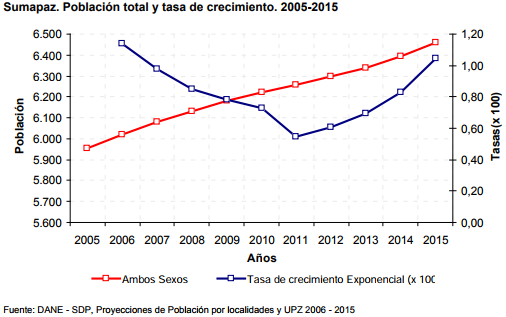 Sumapaz. Población total y tasa de crecimiento. 2005-2015
6.500
6.400
6.300
6.200
6.100
6.000
5.900
5.800
5.700
5.600
Población
1,20
1,00
0,80
0,60
0,40
0,20
0,00
Tasas(x 100)
2005 2006 2007 2008 2009 2010 2011 2012 2013 2014 2015
Años
Ambos Sexos Tasa de crecimiento Exponencial (x 100
Fuente: DANE - SDP, Proyecciones de Población por localidades y UPZ 2006 - 2015